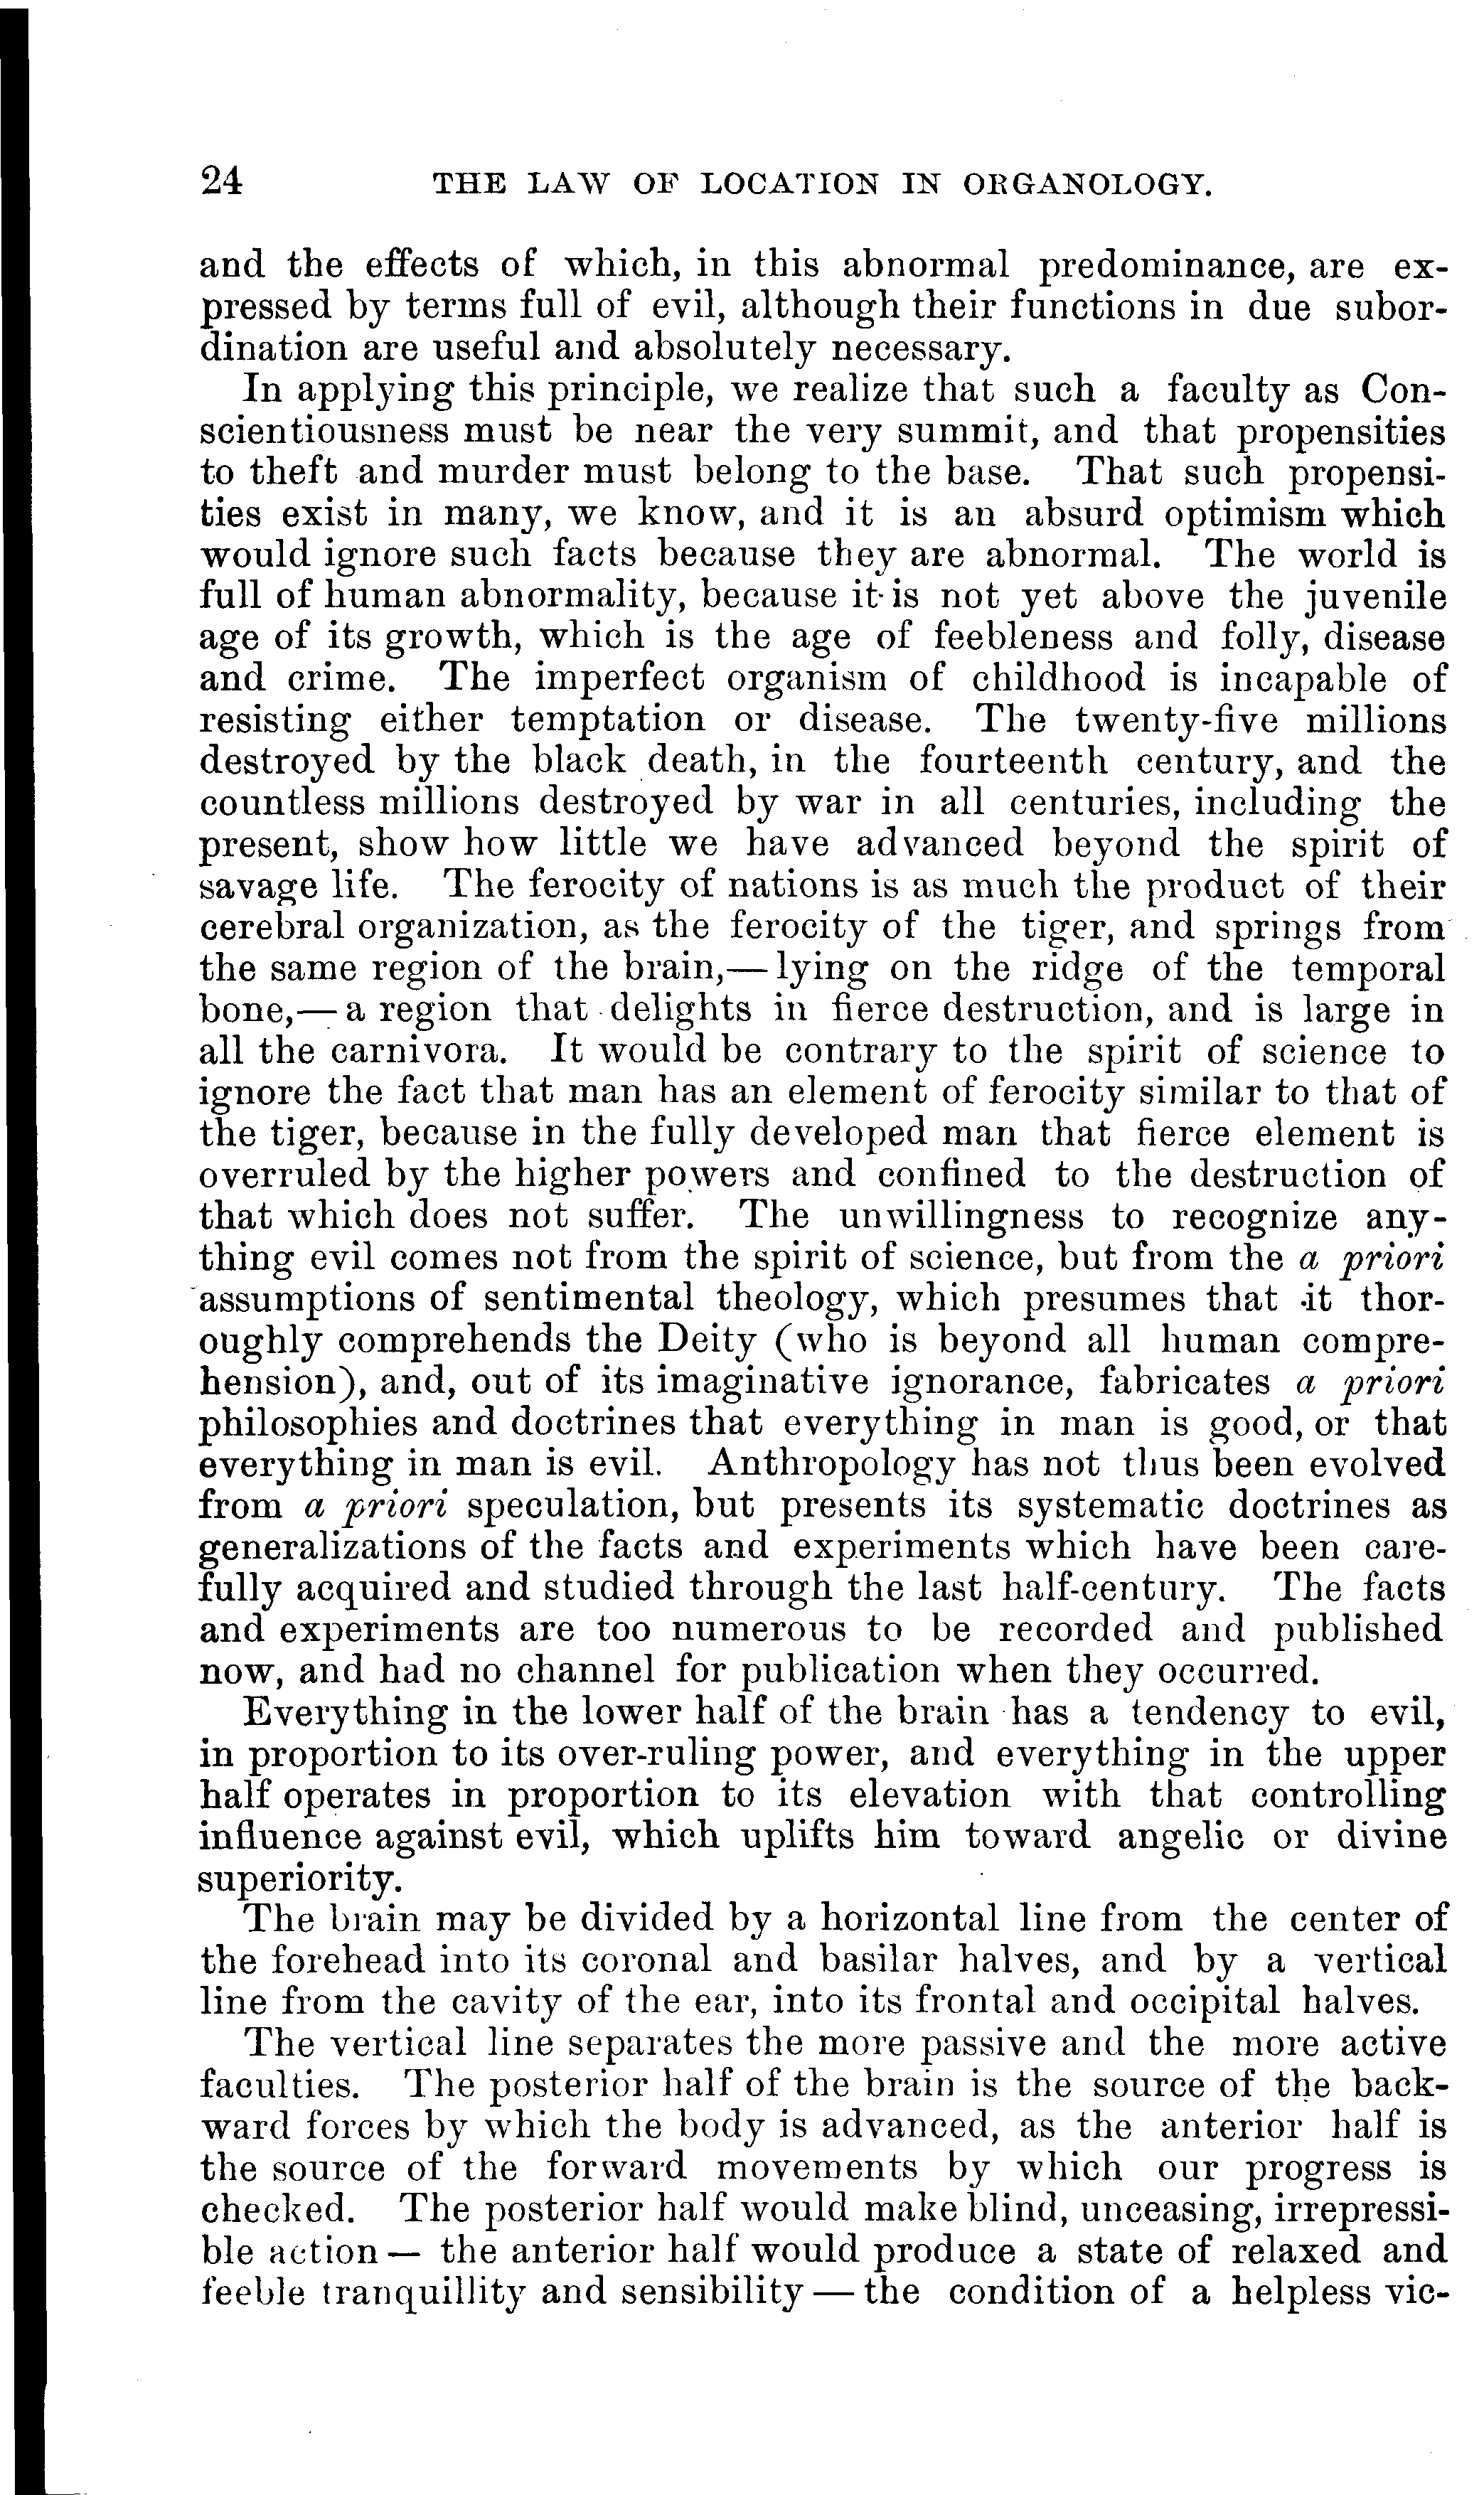 24 THE LAW OF LOCATION IN ORGANOLOGY.
and the effects of which, in this abnormal predominance, are ex-
pressed by terms full of evil, although their functions in due subor-
dination are useful and absolutely necessary.
In applying this principle, we realize that such a faculty as Con-
scientiousness must be near the very summit, and that propensities
to theft and murder must belong to the base. That such propensi-
ties exist in many, we know, and it is an absurd optimism which
would ignore such facts because they are abnormal. The world is
full of human abnormality, because it is not yet above the juvenile
age of its growth, which is the age of feebleness and folly, disease
and crime. The imperfect organism of childhood is incapable of
resisting either temptation or disease. The twenty-five millions
destroyed by the black death, in the fourteenth century, and the
countless millions destroyed by war in all centuries, including the
present, show how little we have advanced beyond the spirit of
savage life. The ferocity of nations is as much the product of their
cerebral organization, as the ferocity of the tiger, and springs from
the same region of the brain,— lying on the ridge of the temporal
bone,— a region that delights in fierce destruction, and is large in
all the carnivora. It would be contrary to the spirit of science to
ignore the fact that man has an element of ferocity similar to that of
the tiger, because in the fully developed man that fierce element is
overruled by the higher powers and confined to the destruction of
that which does not suffer. The unwillingness to recognize any-
thing evil comes not from the spirit of science, but from the a priori
assumptions of sentimental theology, which presumes that it thor-
oughly comprehends the Deity (who is beyond all human compre-
hension), and, out of its imaginative ignorance, fabricates a priori
philosophies and doctrines that everything in man is good, or that
everything in man is evil. Anthropology has not thus been evolved
from a priori speculation, but presents its systematic doctrines as
generalizations of the facts and experiments which have been care-
fully acquired and studied through the last half-century. The facts
and experiments are too numerous to be recorded and published
now, and had no channel for publication when they occurred.
Everything in the lower half of the brain has a tendency to evil,
in proportion to its over-ruling power, and everything in the upper
half operates in proportion to its elevation with that controlling
influence against evil, which uplifts him toward angelic or divine
superiority.
The brain may be divided by a horizontal line from the center of
the forehead into its coronal and basilar halves, and by a vertical
line from the cavity of the ear, into its frontal and occipital halves.
The vertical line separates the more passive and the more active
faculties. The posterior half of the brain is the source of the back-
ward forces by which the body is advanced, as the anterior half is
the source of the forward movements by which our progress is
checked. The posterior half would make blind, unceasing, irrepressi-
ble action — the anterior half would produce a state of relaxed and
feeble tranquillity and sensibility — the condition of a helpless vic-